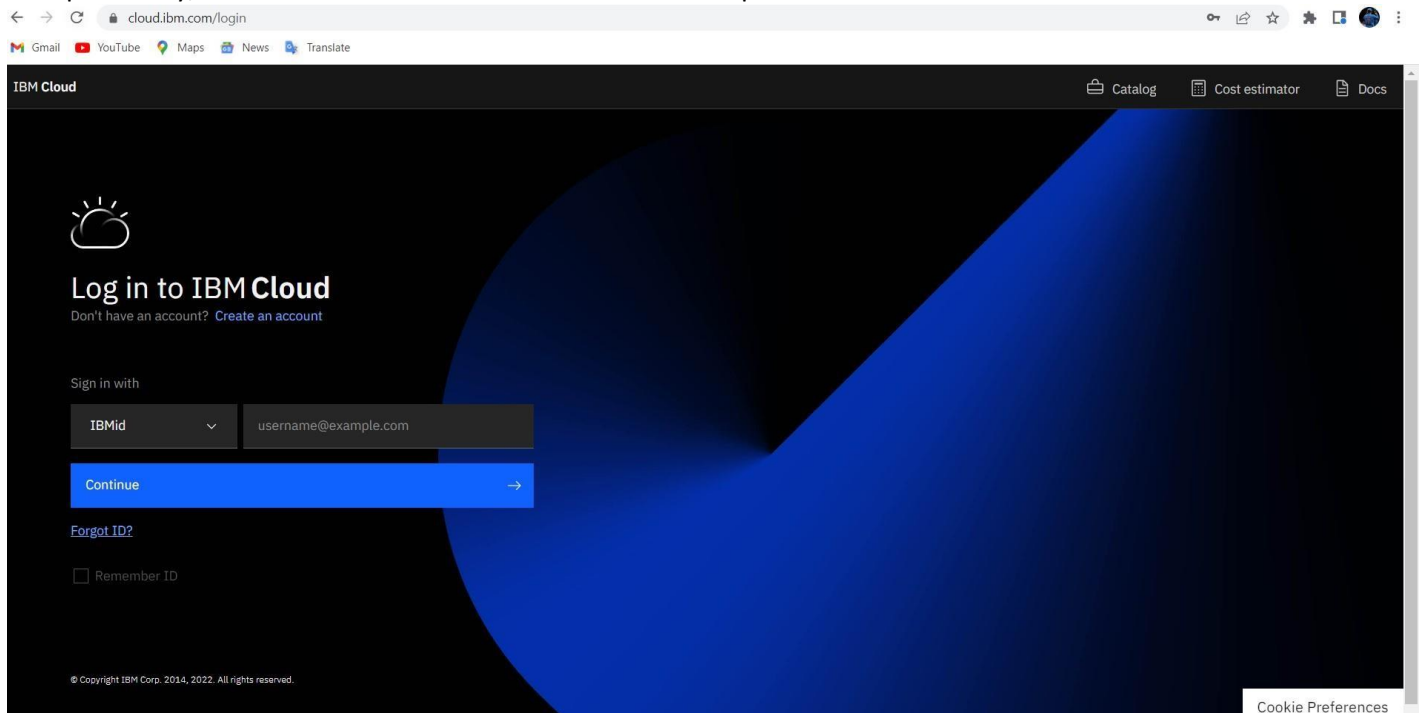 cloud.ibm.com/login
Gmail YouTube Maps News Translate
IBM Cloud Catalog Cost estimator Docs
Log in to IBM Cloud
Don't have an account? Create an account
Sign in with
IBMid username@example.com
Continue
Forgot ID?
Remember ID
© Copyright IBM Corp. 2014, 2022. All rights reserved.
Cookie Preferences